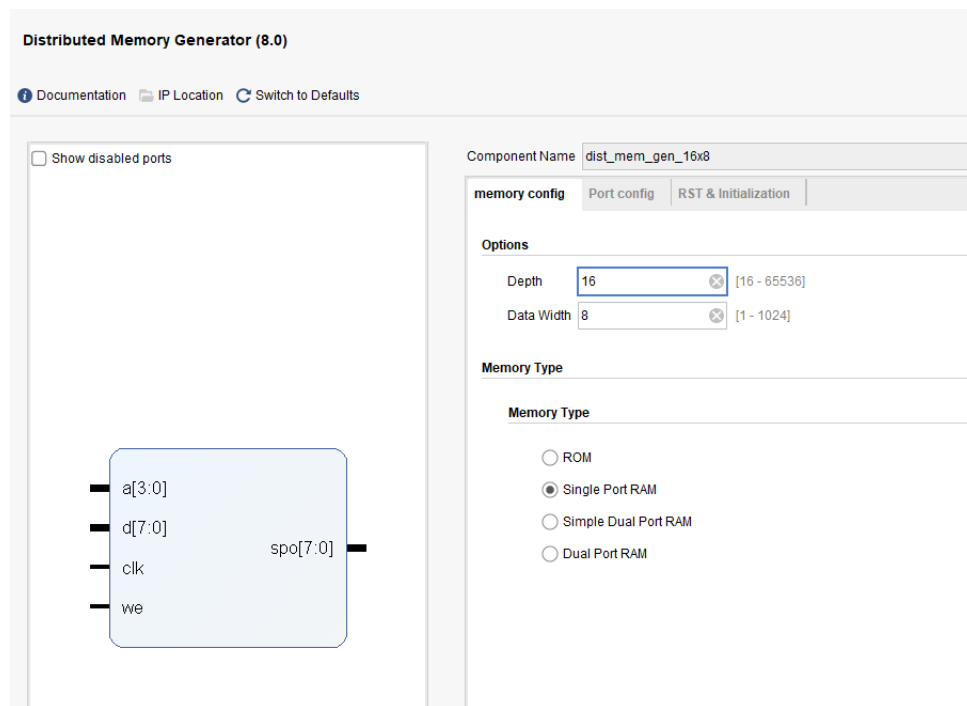 Distributed Memory Generator (8.0)
Documentation IP Location Switch to Defaults
Show disabled ports
a[3:0]
d[7:0]
clk
we
spo[7:0]
Component Name dist_mem_gen_16x8
memory config Port config RST & Initialization
Options
Depth 16 [16 - 65536]
Data Width 8 [1 - 1024]
Memory Type
Memory Type
ROM
Single Port RAM
Simple Dual Port RAM
Dual Port RAM